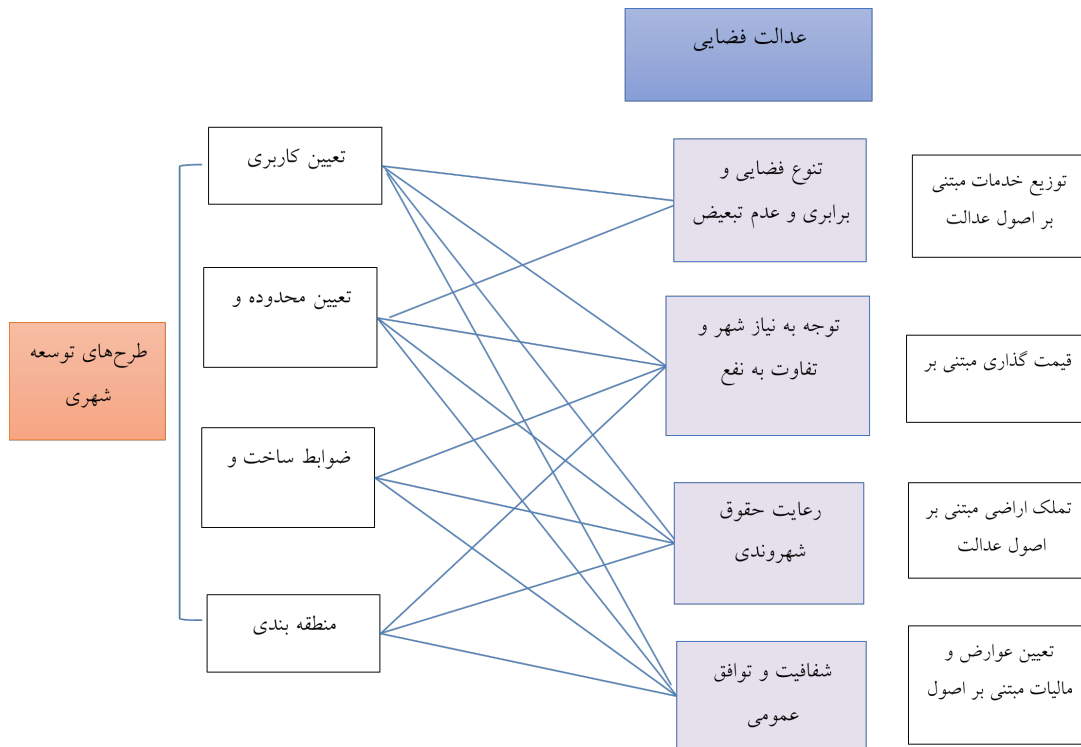 عدالت فضایی
توزیع خدمات مبتنی
بر اصول عدالت
قیمت گذاری مبتنی بر
تملک اراضی مبتنی بر
اصول عدالت
تعیین عوارض و
مالیات مبتنی بر اصول
تنوع فضایی و
برابری و عدم تبعیض
توجه به نیاز شهر و
تفاوت به نفع
رعایت حقوق
شهروندی
شفافیت و توافق
عمومی
تعیین کاربری
تعیین محدوده و
ضوابط ساخت و
منطقه بندی
طرح‌های توسعه
شهری